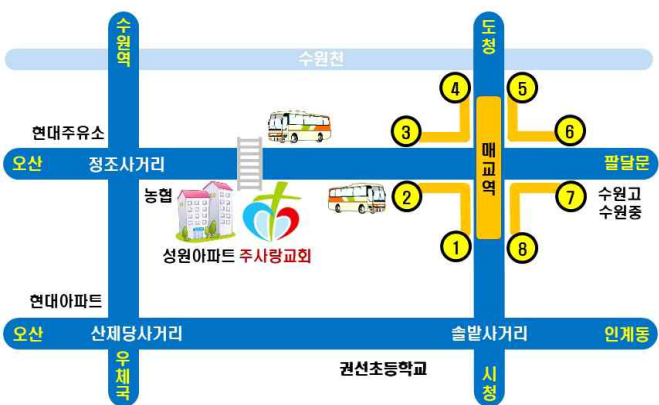 수원역
도청
수원천
4
5
3
6
현대주유소
매교역
오산
정조사거리
팔달문
농협
2
7
수원고
수원중
성원아파트
주사랑교회
1
8
현대아파트
오산
산제당사거리
솔밭사거리
인계동
우체국
권선초등학교
시청